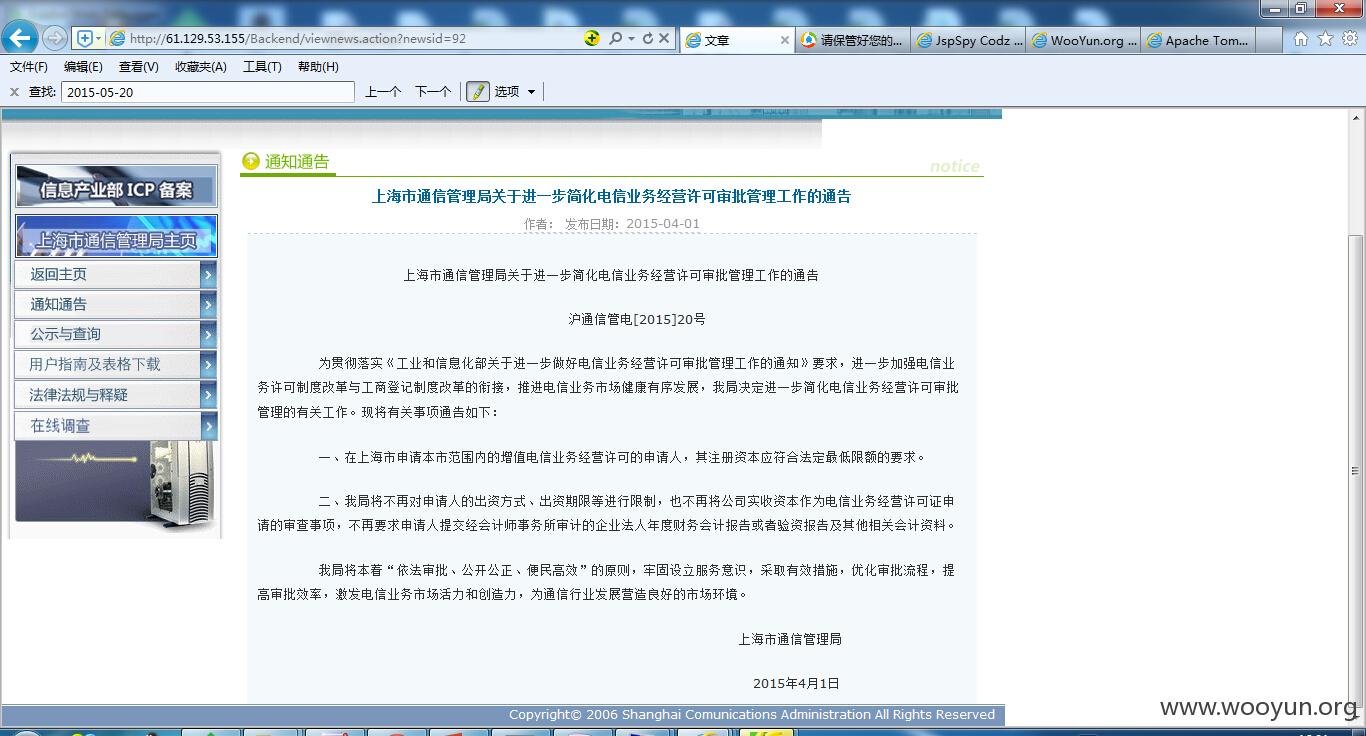 http://61.129.53.155/Backend/viewnews.action?newsid=92
文章
请保管好您的...
JspSpy Codz ...
WooYun.org ...
Apache Tom...
文件(F) 编辑(E) 查看(V) 收藏夹(A) 工具(T) 帮助(H)
查找: 2015-05-20 上一个 下一个 选项
信息产业部 ICP 备案
上海市通信管理局主页
返回主页
通知通告
公示与查询
用户指南及表格下载
法律法规与释疑
在线调查
通知通告
notice
上海市通信管理局关于进一步简化电信业务经营许可审批管理工作的通告
作者: 发布日期: 2015-04-01
上海市通信管理局关于进一步简化电信业务经营许可审批管理工作的通告
沪通信管电[2015]20号
为贯彻落实《工业和信息化部关于进一步做好电信业务经营许可审批管理工作的通知》要求，进一步加强电信业
务许可制度改革与工商登记制度改革的衔接，推进电信业务市场健康有序发展，我局决定进一步简化电信业务经营许可审批
管理的有关工作。现将有关事项通告如下：
一、在上海市申请本市范围内的增值电信业务经营许可的申请人，其注册资本应符合法定最低限额的要求。
二、我局将不再对申请人的出资方式、出资期限等进行限制，也不再将公司实收资本作为电信业务经营许可证申
请的审查事项，不再要求申请人提交经会计师事务所审计的企业法人年度财务会计报告或者验资报告及其他相关会计资料。
我局将本着“依法审批、公开公正、便民高效”的原则，牢固设立服务意识，采取有效措施，优化审批流程，提
高审批效率，激发电信业务市场活力和创造力，为通信行业发展营造良好的市场环境。
上海市通信管理局
2015年4月1日
Copyright© 2006 Shanghai Comunications Administration All Rights Reserved
www.wooyun.org